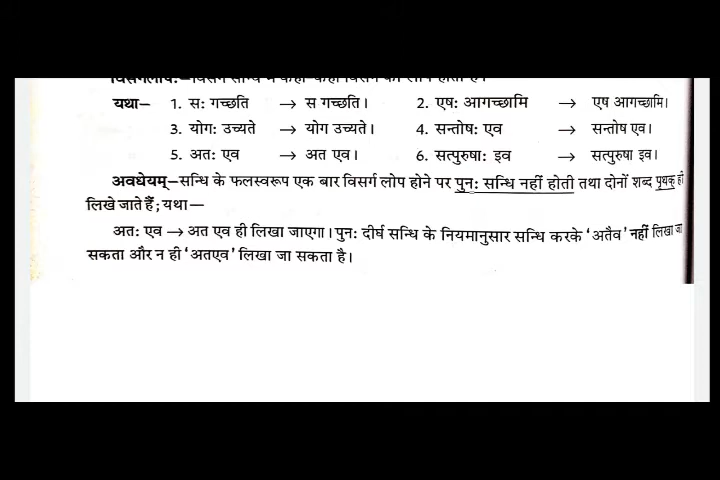 यथा— 1. सः गच्छति → स गच्छति। 2. एषः आगच्छामि → एष आगच्छामि।
3. योगः उच्यते → योग उच्यते। 4. सन्तोषः एव → सन्तोष एव।
5. अतः एव → अत एव। 6. सत्पुरुषाः इव → सत्पुरुषा इव।
अवधेयम्—सन्धि के फलस्वरूप एक बार विसर्ग लोप होने पर पुनः सन्धि नहीं होती तथा दोनों शब्द पृथक् ही
लिखे जाते हैं; यथा—
अतः एव → अत एव ही लिखा जाएगा। पुनः दीर्घ सन्धि के नियमानुसार सन्धि करके ‘अतैव’ नहीं लिखा जा
सकता और न ही ‘अतएव’ लिखा जा सकता है।